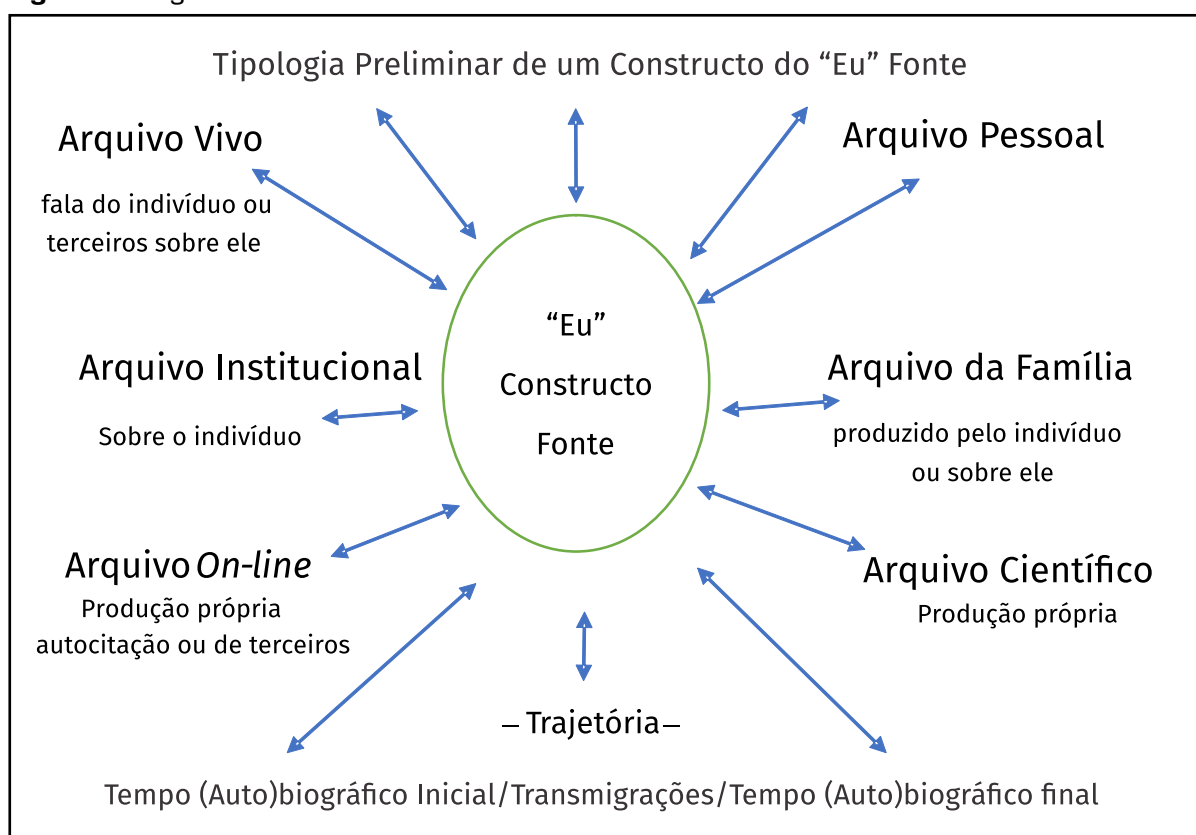 Tipologia Preliminar de um Constructo do “Eu” Fonte
Arquivo Vivo
fala do indivíduo ou
terceiros sobre ele
Arquivo Pessoal
“Eu”
Constructo
Fonte
Arquivo Institucional
Sobre o indivíduo
Arquivo da Família
produzido pelo indivíduo
ou sobre ele
Arquivo On-line
Produção própria
autocitação ou de terceiros
Arquivo Científico
Produção própria
– Trajetória –
Tempo (Auto)biográfico Inicial/Transmigrações/Tempo (Auto)biográfico final